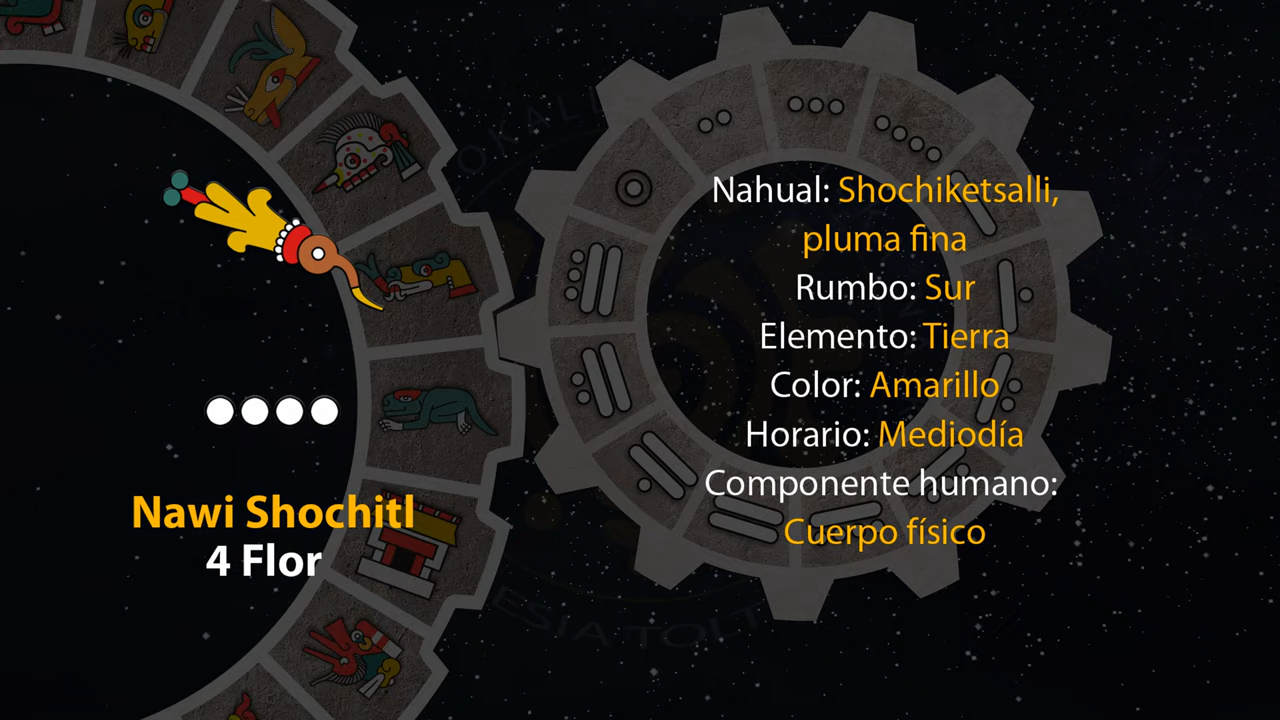 Nawi Shochitl
4 Flor
Nahual: Shochiketsalli,
pluma fina
Rumbo: Sur
Elemento: Tierra
Color: Amarillo
Horario: Mediodía
Componente humano:
Cuerpo físico